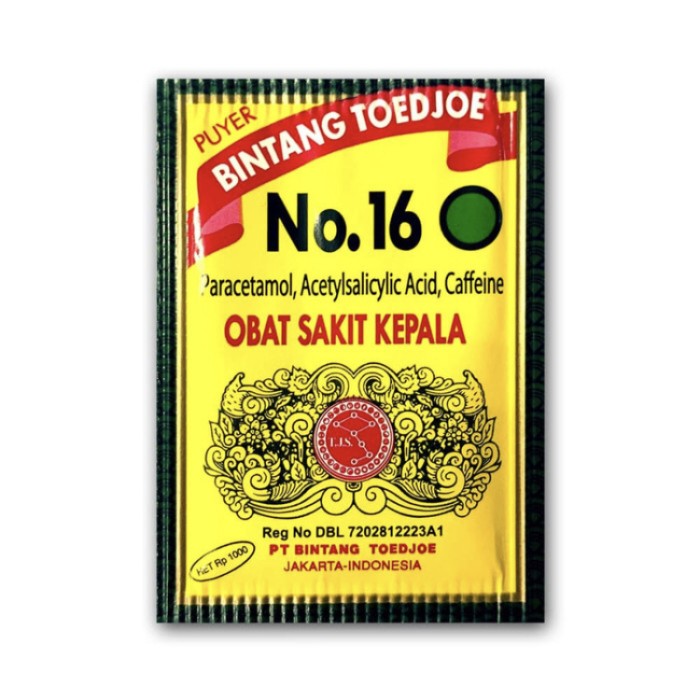 PUYER
BINTANG TOEDJOE
No.16
Paracetamol, Acetylsalicylic Acid, Caffeine
OBAT SAKIT KEPALA
T.J.S.
Reg No DBL 7202812223A1
PT BINTANG TOEDJOE
JAKARTA-INDONESIA
HET Rp 1000